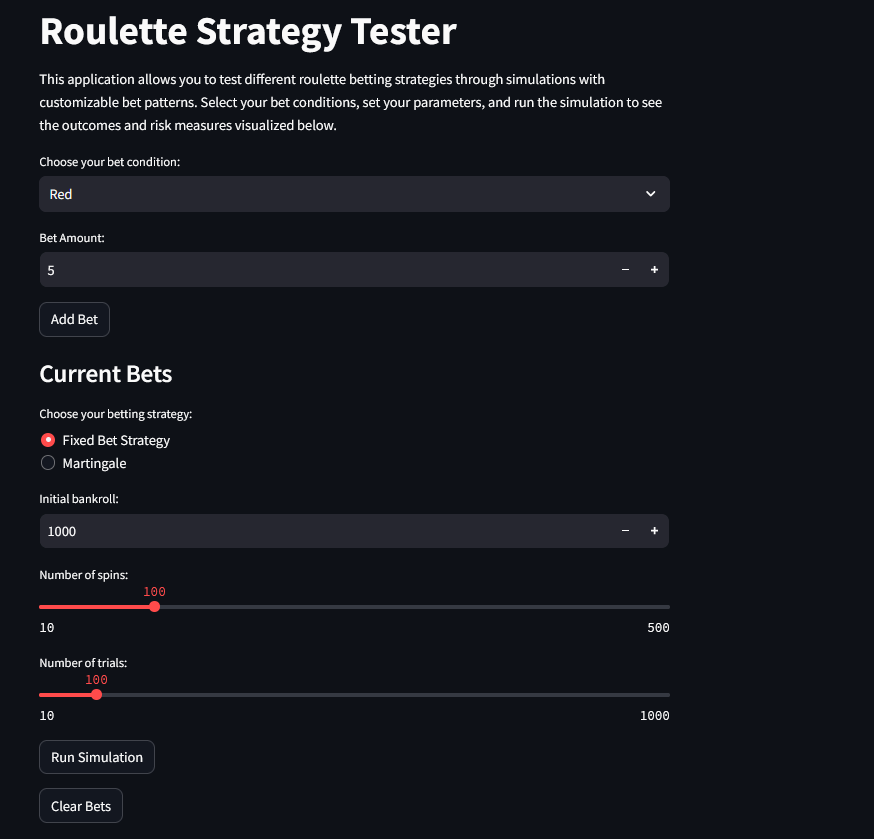 Roulette Strategy Tester
This application allows you to test different roulette betting strategies through simulations with
customizable bet patterns. Select your bet conditions, set your parameters, and run the simulation to see
the outcomes and risk measures visualized below.
Choose your bet condition:
Red
Bet Amount:
5
Add Bet
Current Bets
Choose your betting strategy:
Fixed Bet Strategy
Martingale
Initial bankroll:
1000
Number of spins:
100
10 500
Number of trials:
100
10 1000
Run Simulation
Clear Bets